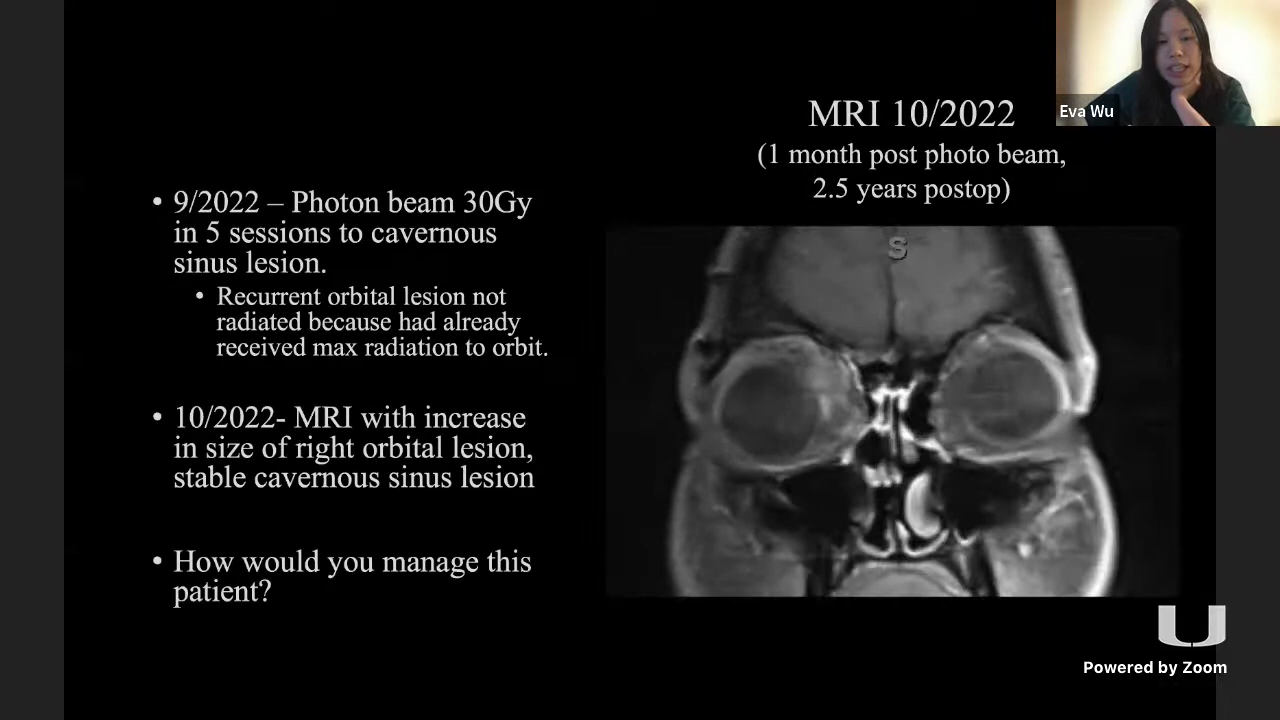 MRI 10/2022
(1 month post photo beam,
2.5 years postop)
Eva Wu
• 9/2022 – Photon beam 30Gy
in 5 sessions to cavernous
sinus lesion.
• Recurrent orbital lesion not
radiated because had already
received max radiation to orbit.
• 10/2022- MRI with increase
in size of right orbital lesion,
stable cavernous sinus lesion
• How would you manage this
patient?
S
U
Powered by Zoom